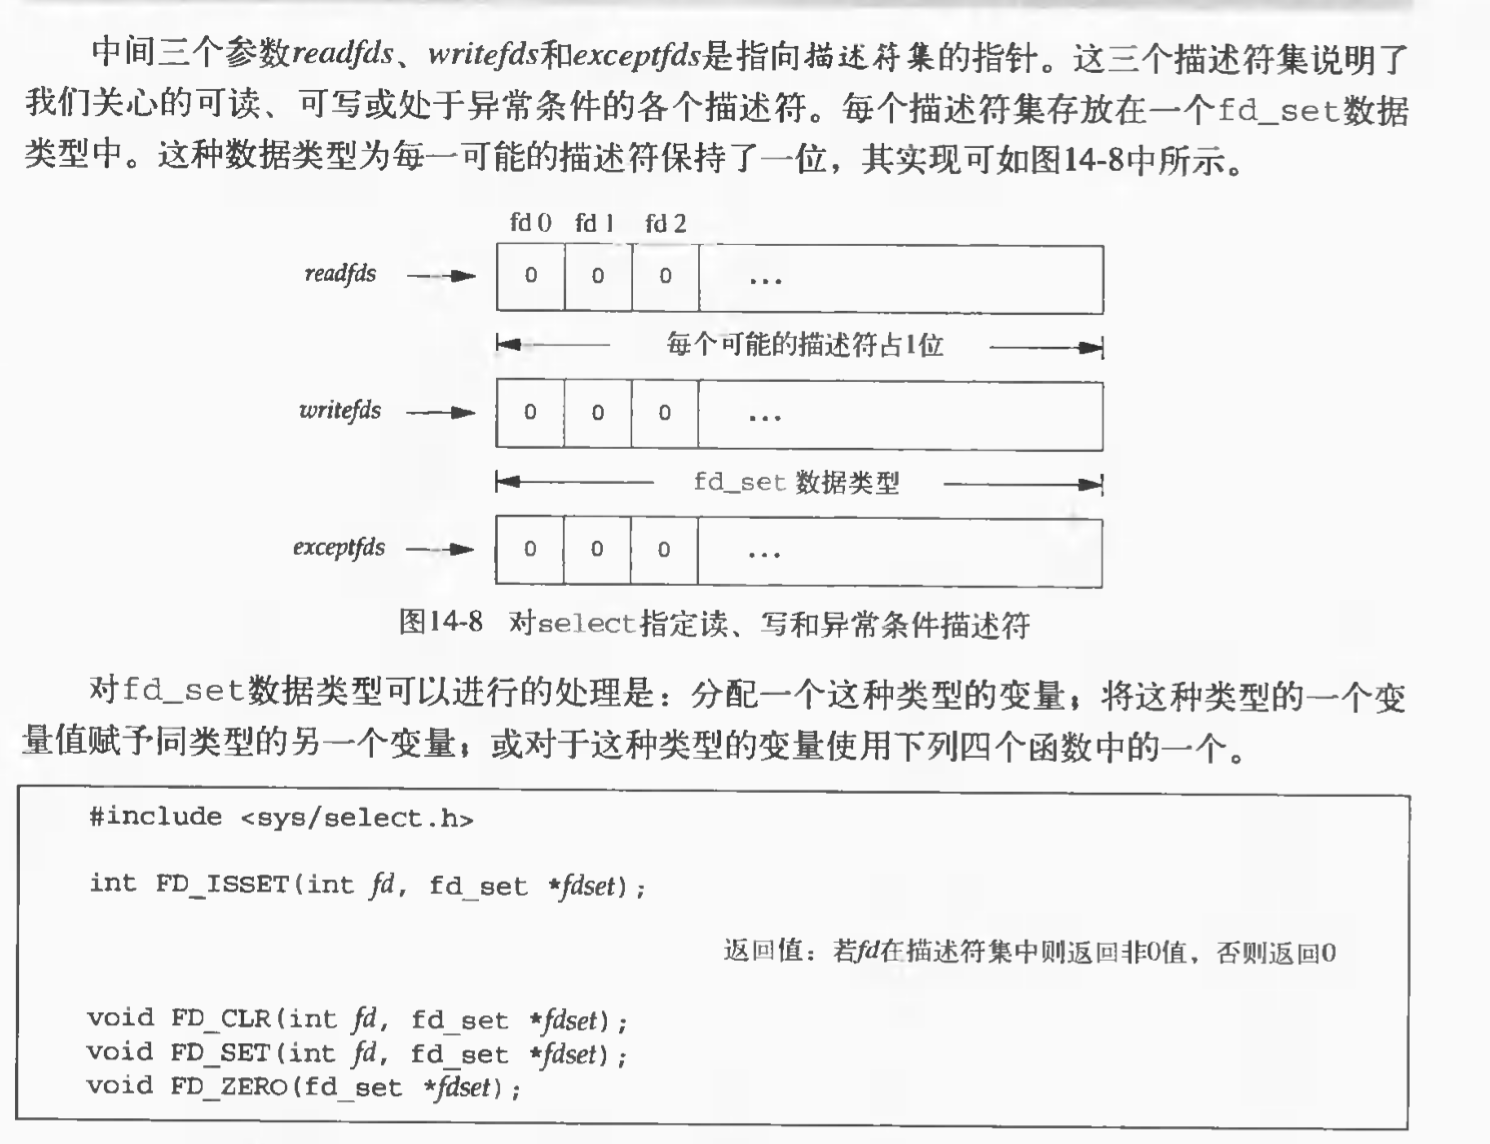 中间三个参数readfds、writefds和exceptfds是指向描述符集的指针。这三个描述符集说明了
我们关心的可读、可写或处于异常条件的各个描述符。每个描述符集存放在一个fd_set数据
类型中。这种数据类型为每一可能的描述符保持了一位，其实现可如图14-8中所示。
fd 0 fd 1 fd 2
readfds 0 0 0 ...
每个可能的描述符占1位
writefds 0 0 0 ...
fd_set 数据类型
exceptfds 0 0 0 ...
图14-8 对select指定读、写和异常条件描述符
对fd_set数据类型可以进行的处理是：分配一个这种类型的变量；将这种类型的一个变
量值赋予同类型的另一个变量；或对于这种类型的变量使用下列四个函数中的一个。
#include <sys/select.h>
int FD_ISSET(int fd, fd_set *fdset);
返回值：若fd在描述符集中则返回非0值，否则返回0
void FD_CLR(int fd, fd_set *fdset);
void FD_SET(int fd, fd_set *fdset);
void FD_ZERO(fd_set *fdset);